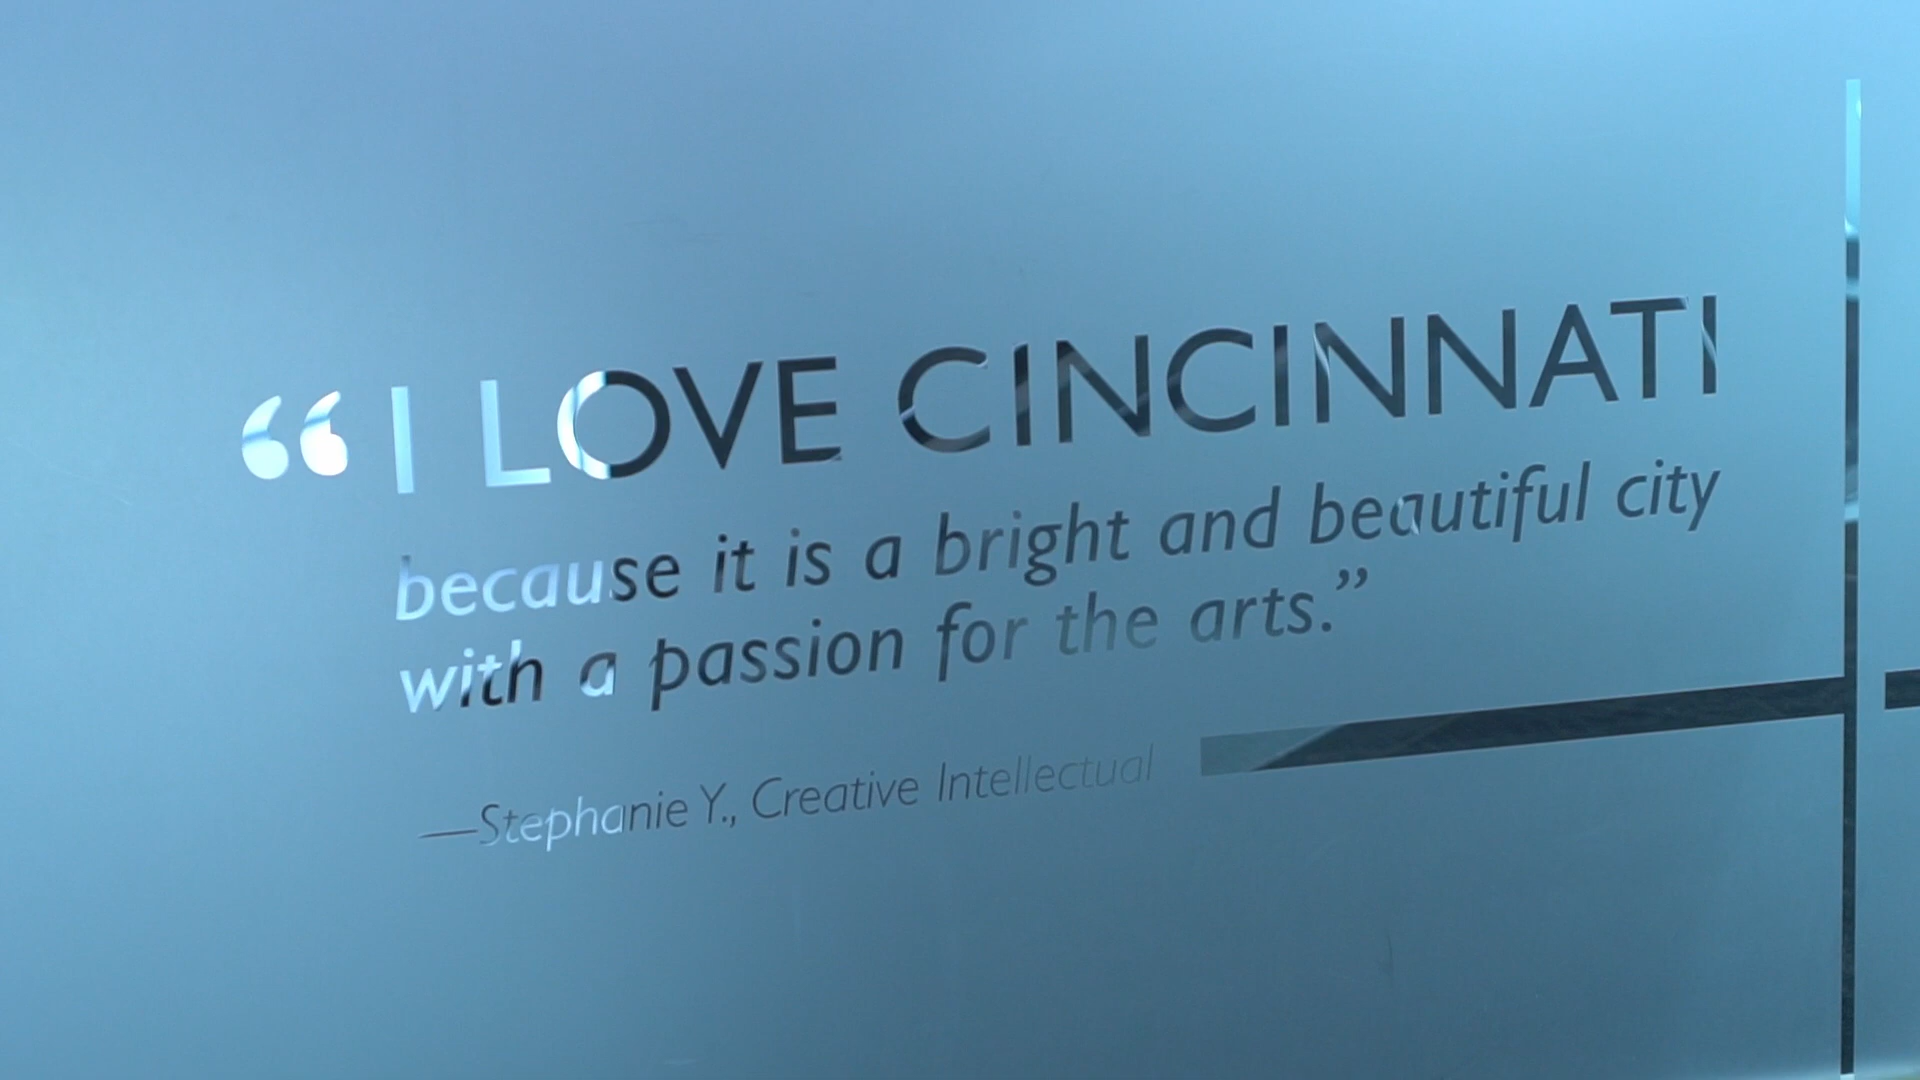 “I LOVE CINCINNATI
because it is a bright and beautiful city
with a passion for the arts.”
—Stephanie Y., Creative Intellectual